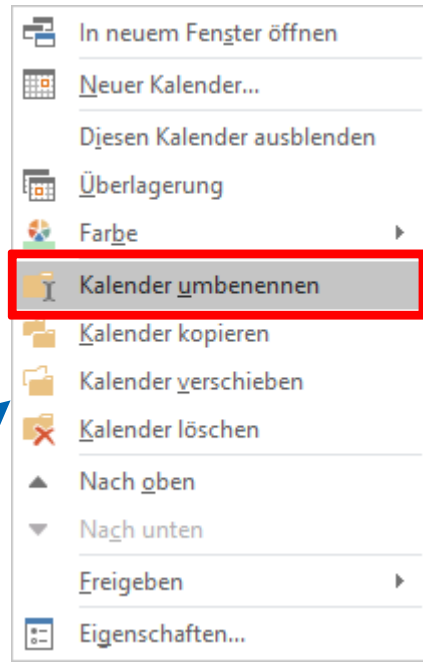 In neuem Fenster öffnen
Neuer Kalender...
Diesen Kalender ausblenden
Überlagerung
Farbe
Kalender umbenennen
Kalender kopieren
Kalender verschieben
Kalender löschen
Nach oben
Nach unten
Freigeben
Eigenschaften...